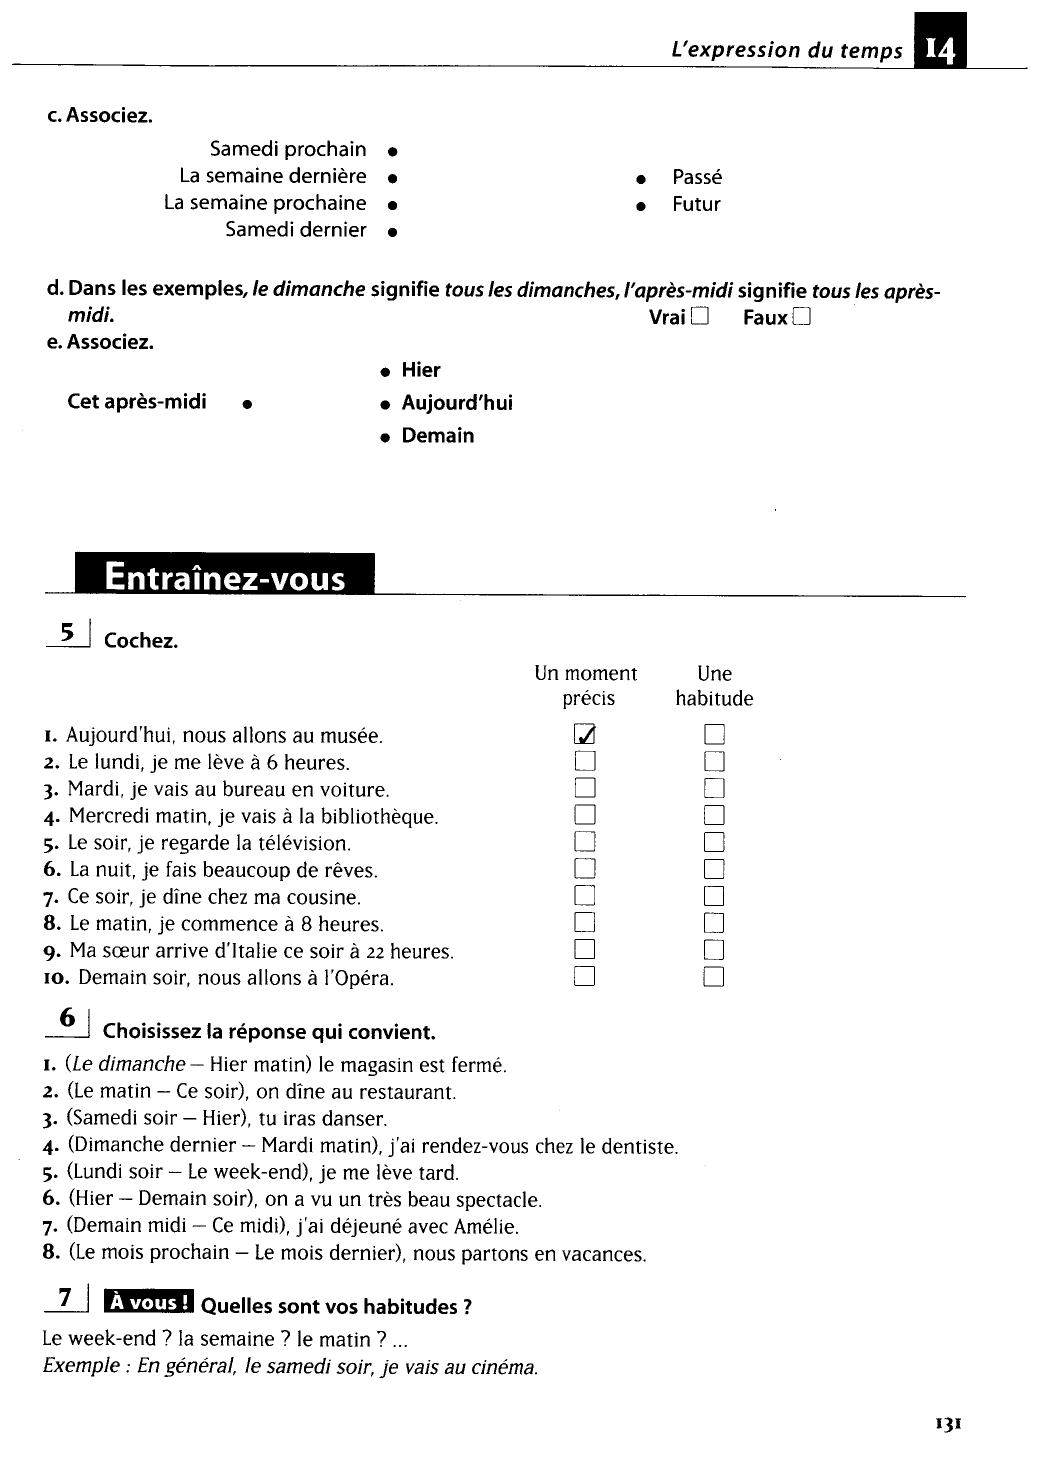 L'expression du temps 14
c. Associez.
Samedi prochain •
La semaine dernière • • Passé
La semaine prochaine • • Futur
Samedi dernier •
d. Dans les exemples, le dimanche signifie tous les dimanches, l'après-midi signifie tous les après-
midi. Vrai ☐ Faux ☐
e. Associez.
• Hier
Cet après-midi • • Aujourd'hui
• Demain
Entraînez-vous
5 Cochez.
Un moment Une
précis habitude
1. Aujourd'hui, nous allons au musée. ☑ ☐
2. Le lundi, je me lève à 6 heures. ☐ ☐
3. Mardi, je vais au bureau en voiture. ☐ ☐
4. Mercredi matin, je vais à la bibliothèque. ☐ ☐
5. Le soir, je regarde la télévision. ☐ ☐
6. La nuit, je fais beaucoup de rêves. ☐ ☐
7. Ce soir, je dîne chez ma cousine. ☐ ☐
8. Le matin, je commence à 8 heures. ☐ ☐
9. Ma sœur arrive d'Italie ce soir à 22 heures. ☐ ☐
10. Demain soir, nous allons à l'Opéra. ☐ ☐
6 Choisissez la réponse qui convient.
1. (Le dimanche – Hier matin) le magasin est fermé.
2. (Le matin – Ce soir), on dîne au restaurant.
3. (Samedi soir – Hier), tu iras danser.
4. (Dimanche dernier – Mardi matin), j'ai rendez-vous chez le dentiste.
5. (Lundi soir – Le week-end), je me lève tard.
6. (Hier – Demain soir), on a vu un très beau spectacle.
7. (Demain midi – Ce midi), j'ai déjeuné avec Amélie.
8. (Le mois prochain – Le mois dernier), nous partons en vacances.
7 À vous ! Quelles sont vos habitudes ?
Le week-end ? la semaine ? le matin ? ...
Exemple : En général, le samedi soir, je vais au cinéma.
131